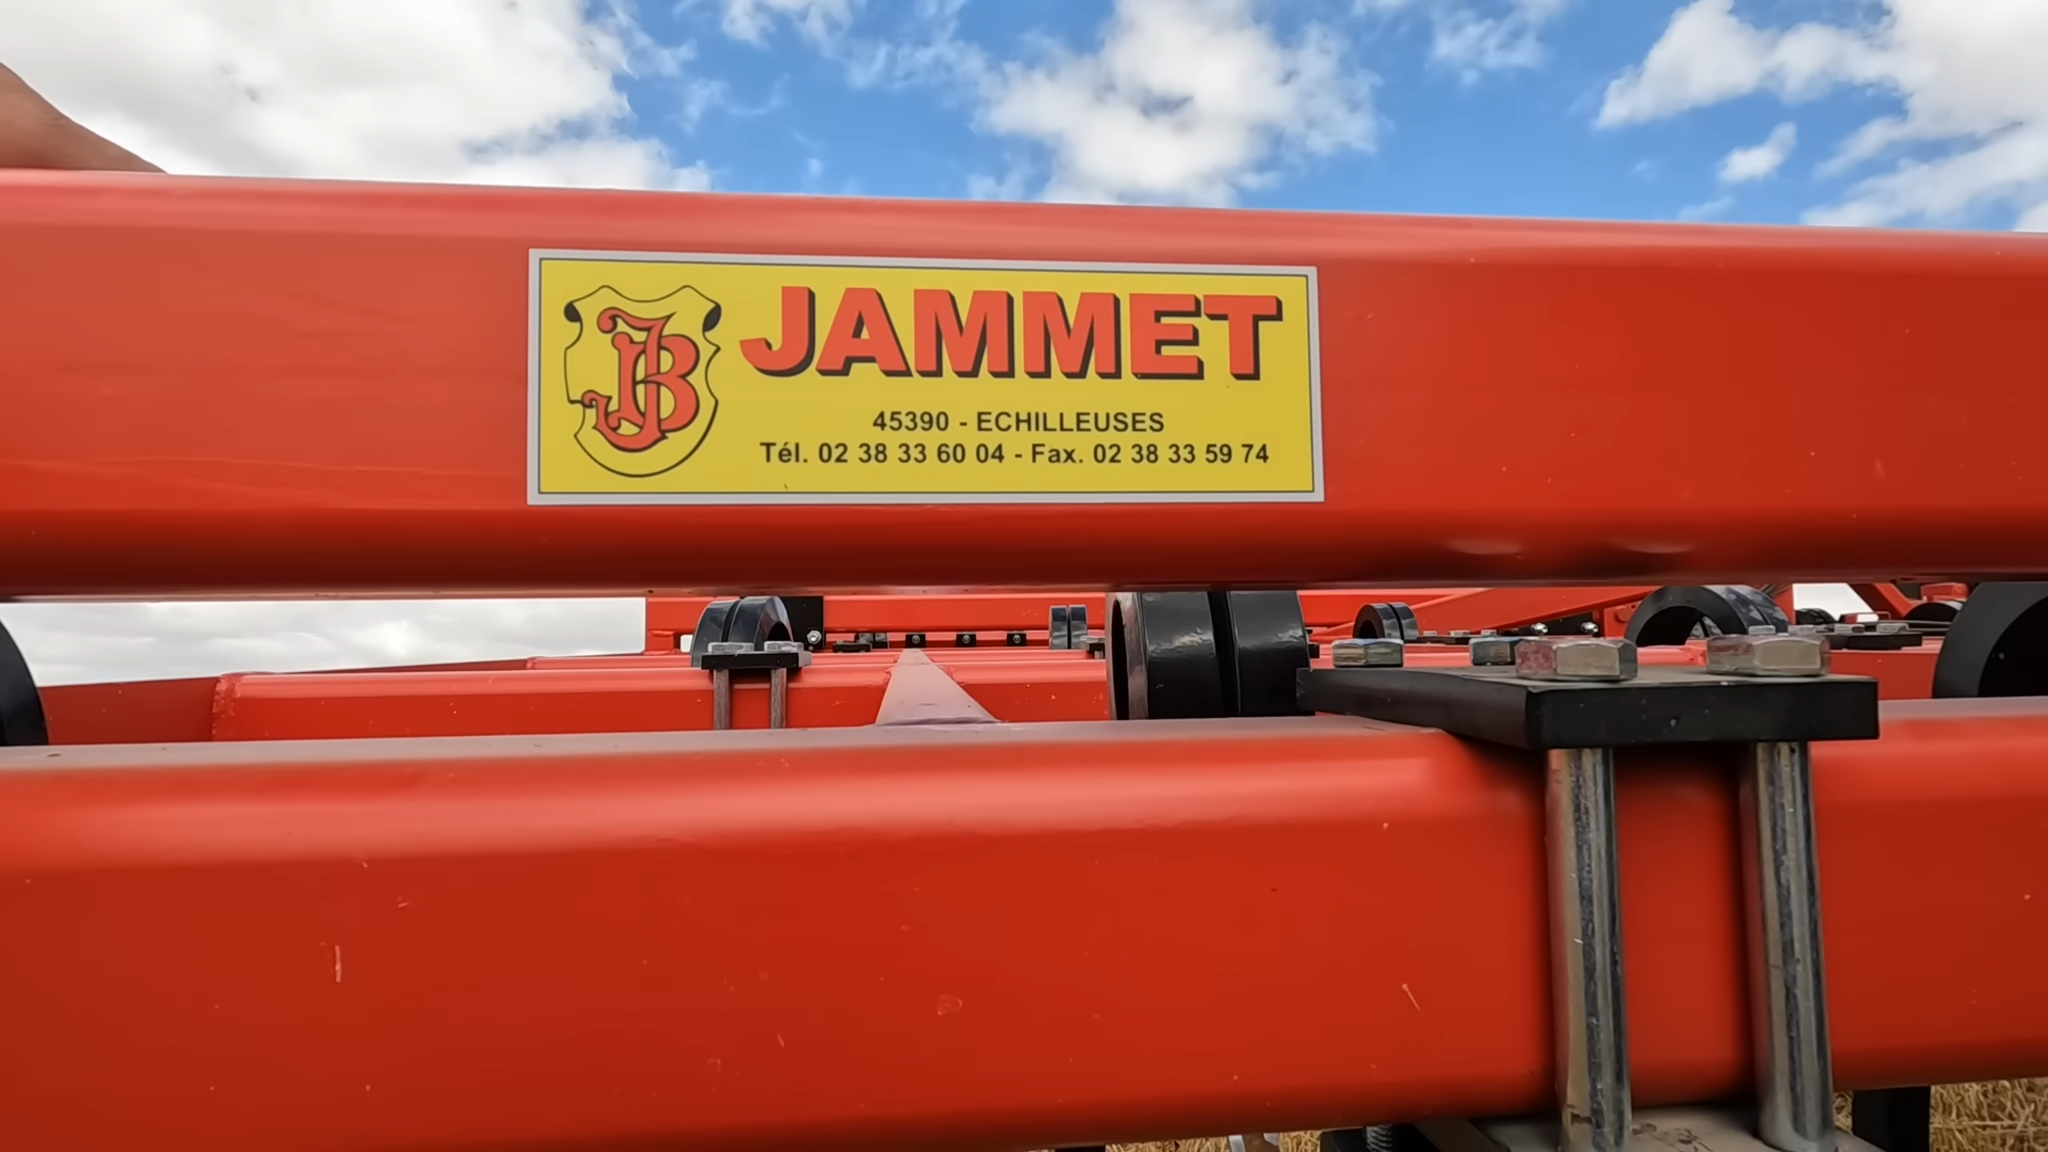 JB
JAMMET
45390 - ECHILLEUSES
Tél. 02 38 33 60 04 - Fax. 02 38 33 59 74